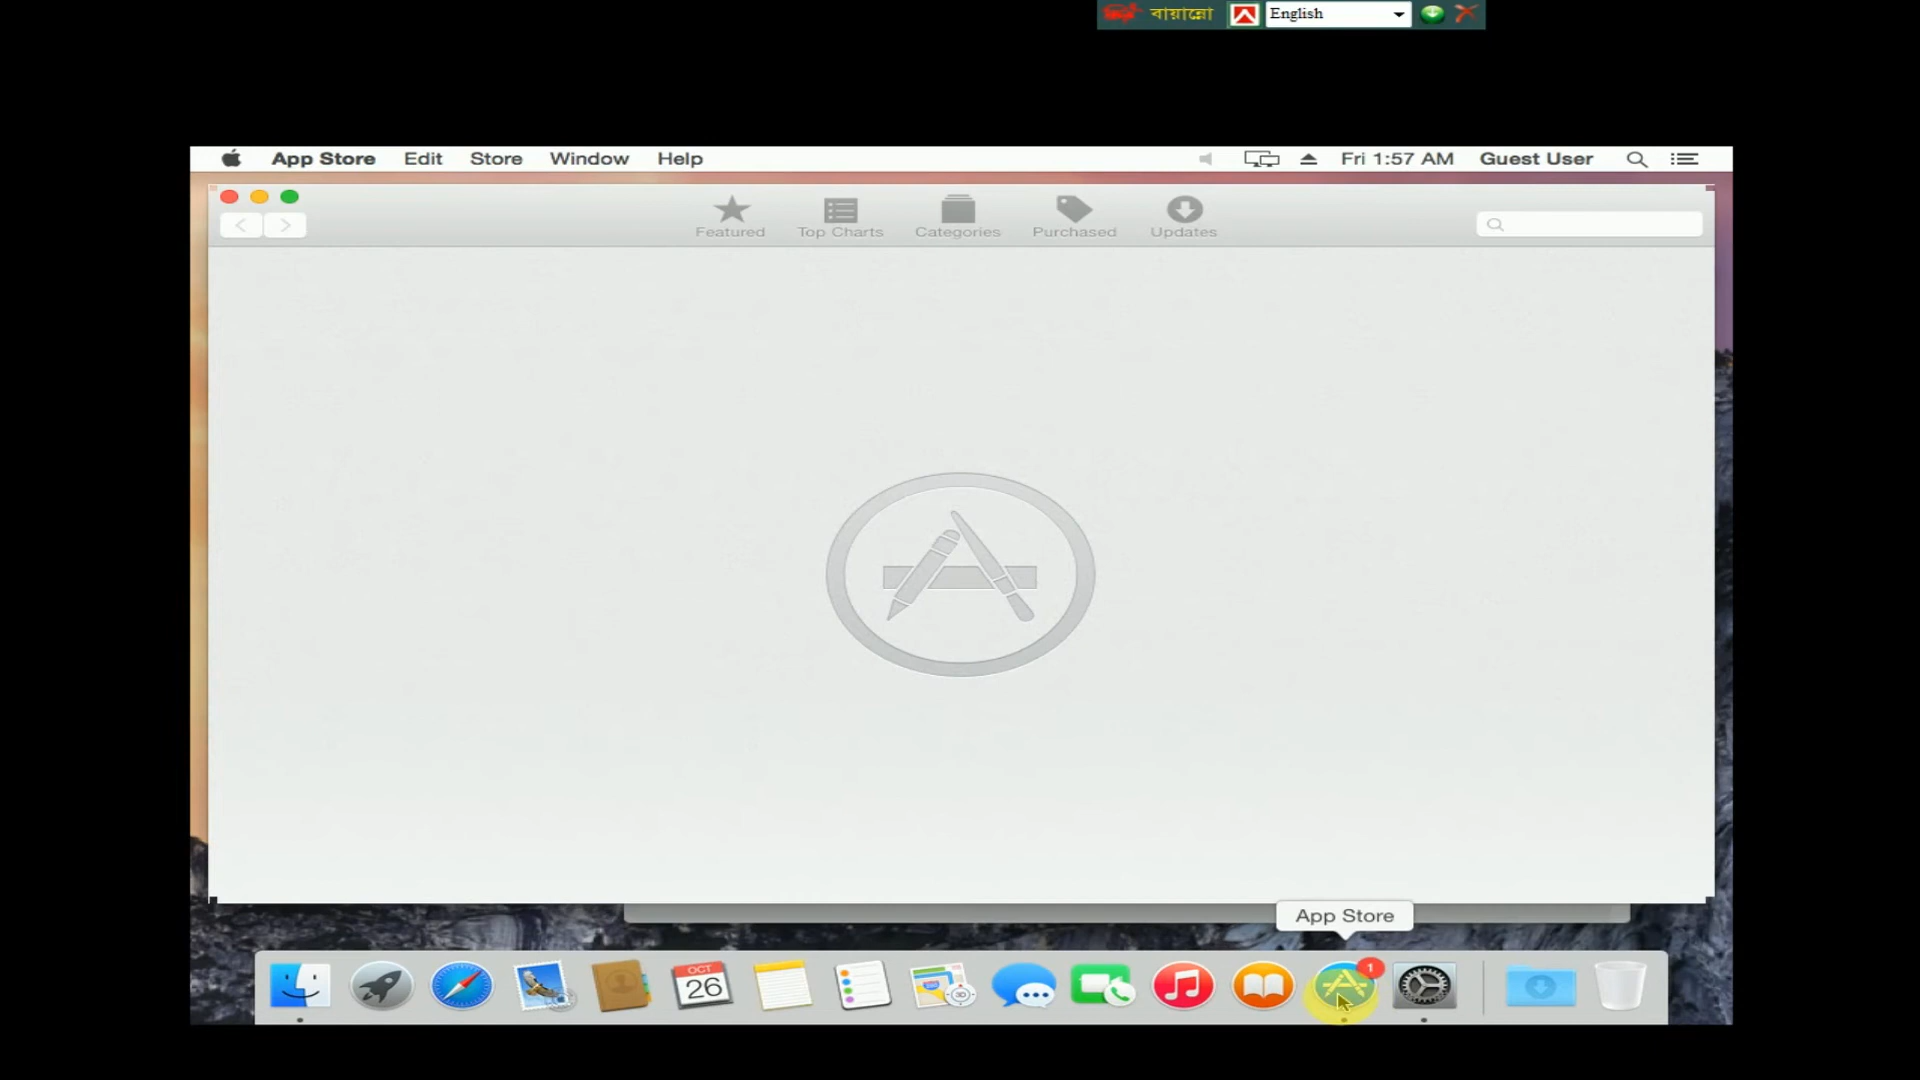 বায়ান্নো English
App Store Edit Store Window Help Fri 1:57 AM Guest User
Featured Top Charts Categories Purchased Updates
App Store
OCT
26
1